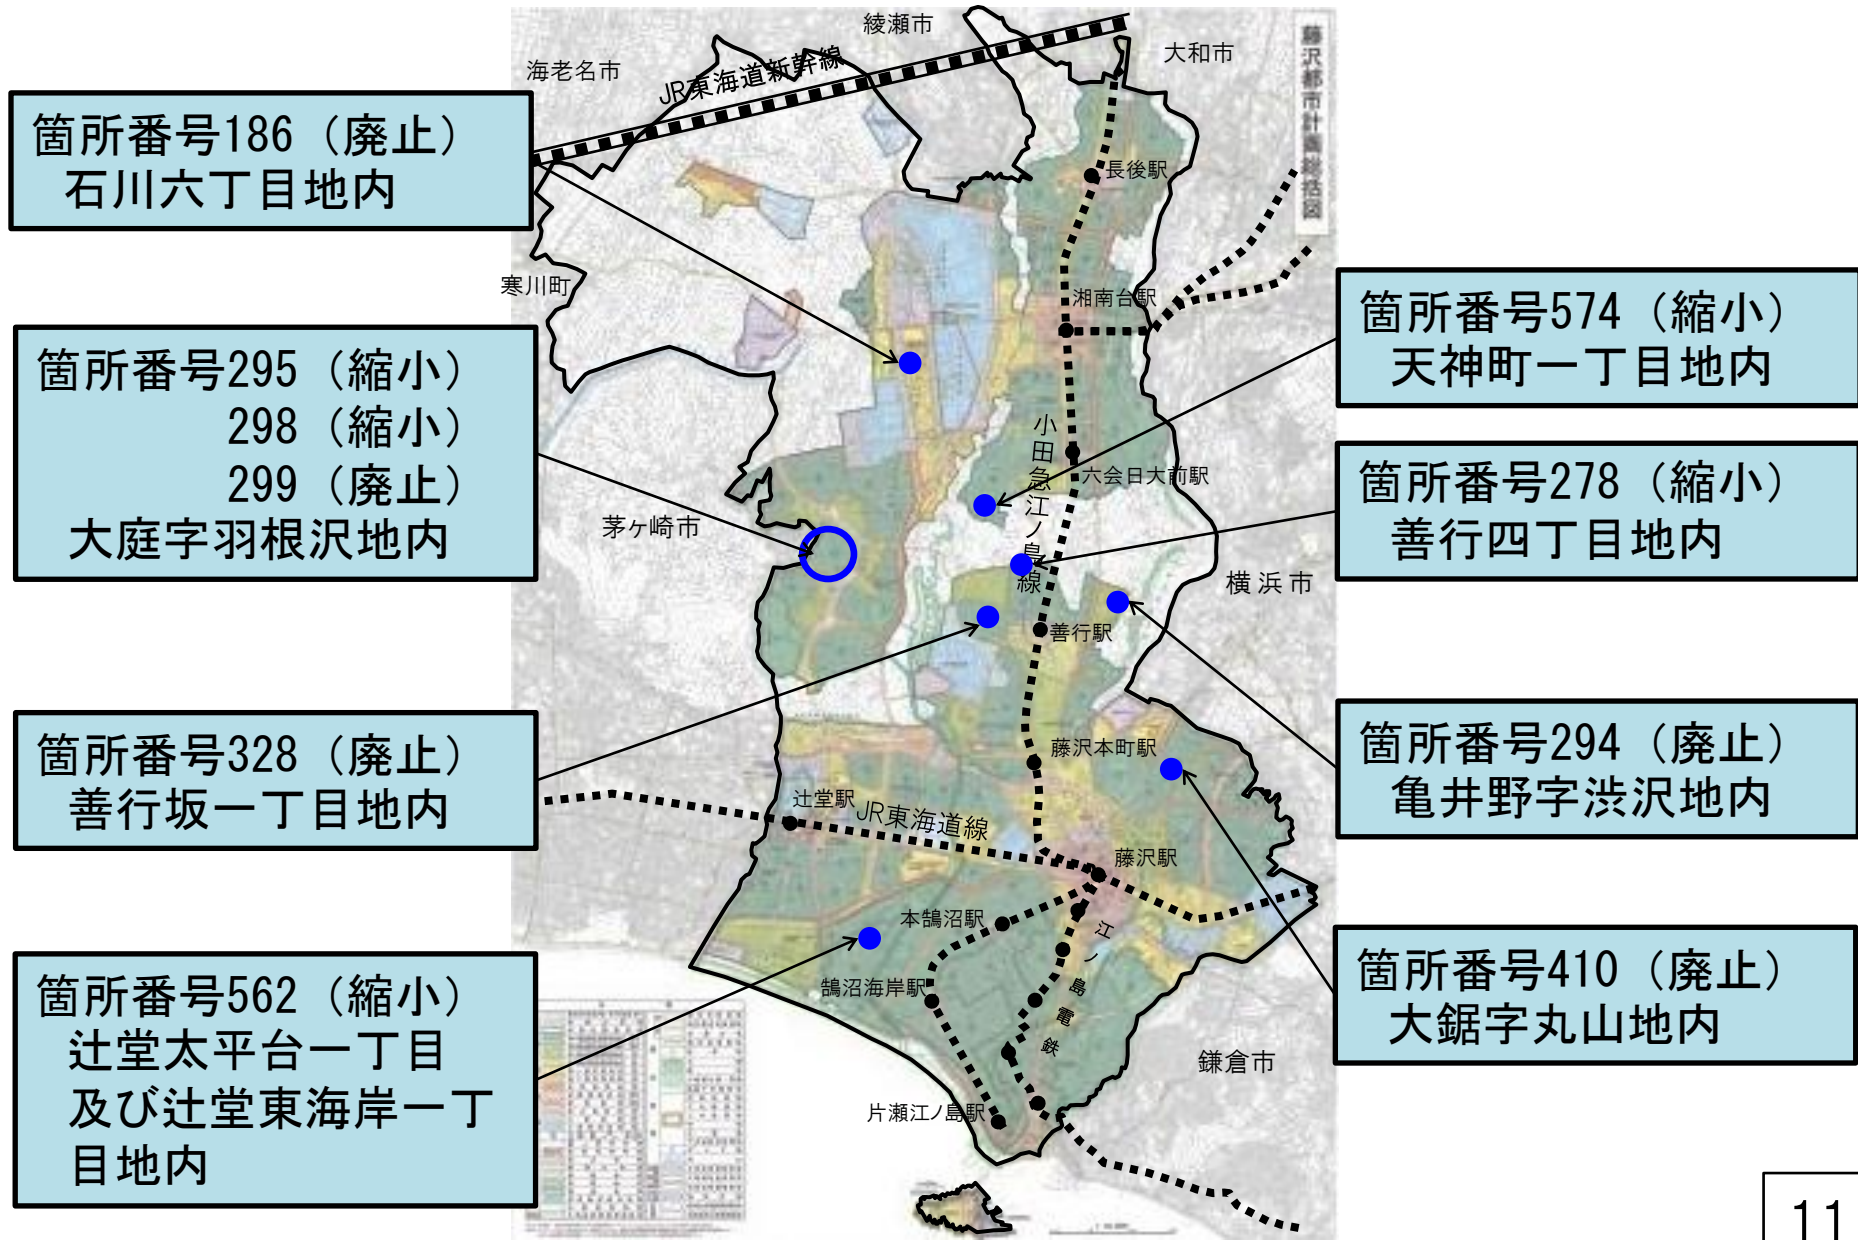 綾瀬市
海老名市
大和市
JR東海道新幹線
藤沢都市計画総括図
箇所番号186（廃止）
石川六丁目地内
長後駅
寒川町
湘南台駅
箇所番号574（縮小）
天神町一丁目地内
箇所番号295（縮小）
298（縮小）
299（廃止）
大庭字羽根沢地内
小田急江ノ島線
六会日大前駅
茅ヶ崎市
箇所番号278（縮小）
善行四丁目地内
横浜市
善行駅
箇所番号328（廃止）
善行坂一丁目地内
藤沢本町駅
箇所番号294（廃止）
亀井野字渋沢地内
辻堂駅
JR東海道線
藤沢駅
本鵠沼駅
江ノ島電鉄
鵠沼海岸駅
箇所番号562（縮小）
辻堂太平台一丁目
及び辻堂東海岸一丁
目地内
箇所番号410（廃止）
大鋸字丸山地内
鎌倉市
片瀬江ノ島駅
11